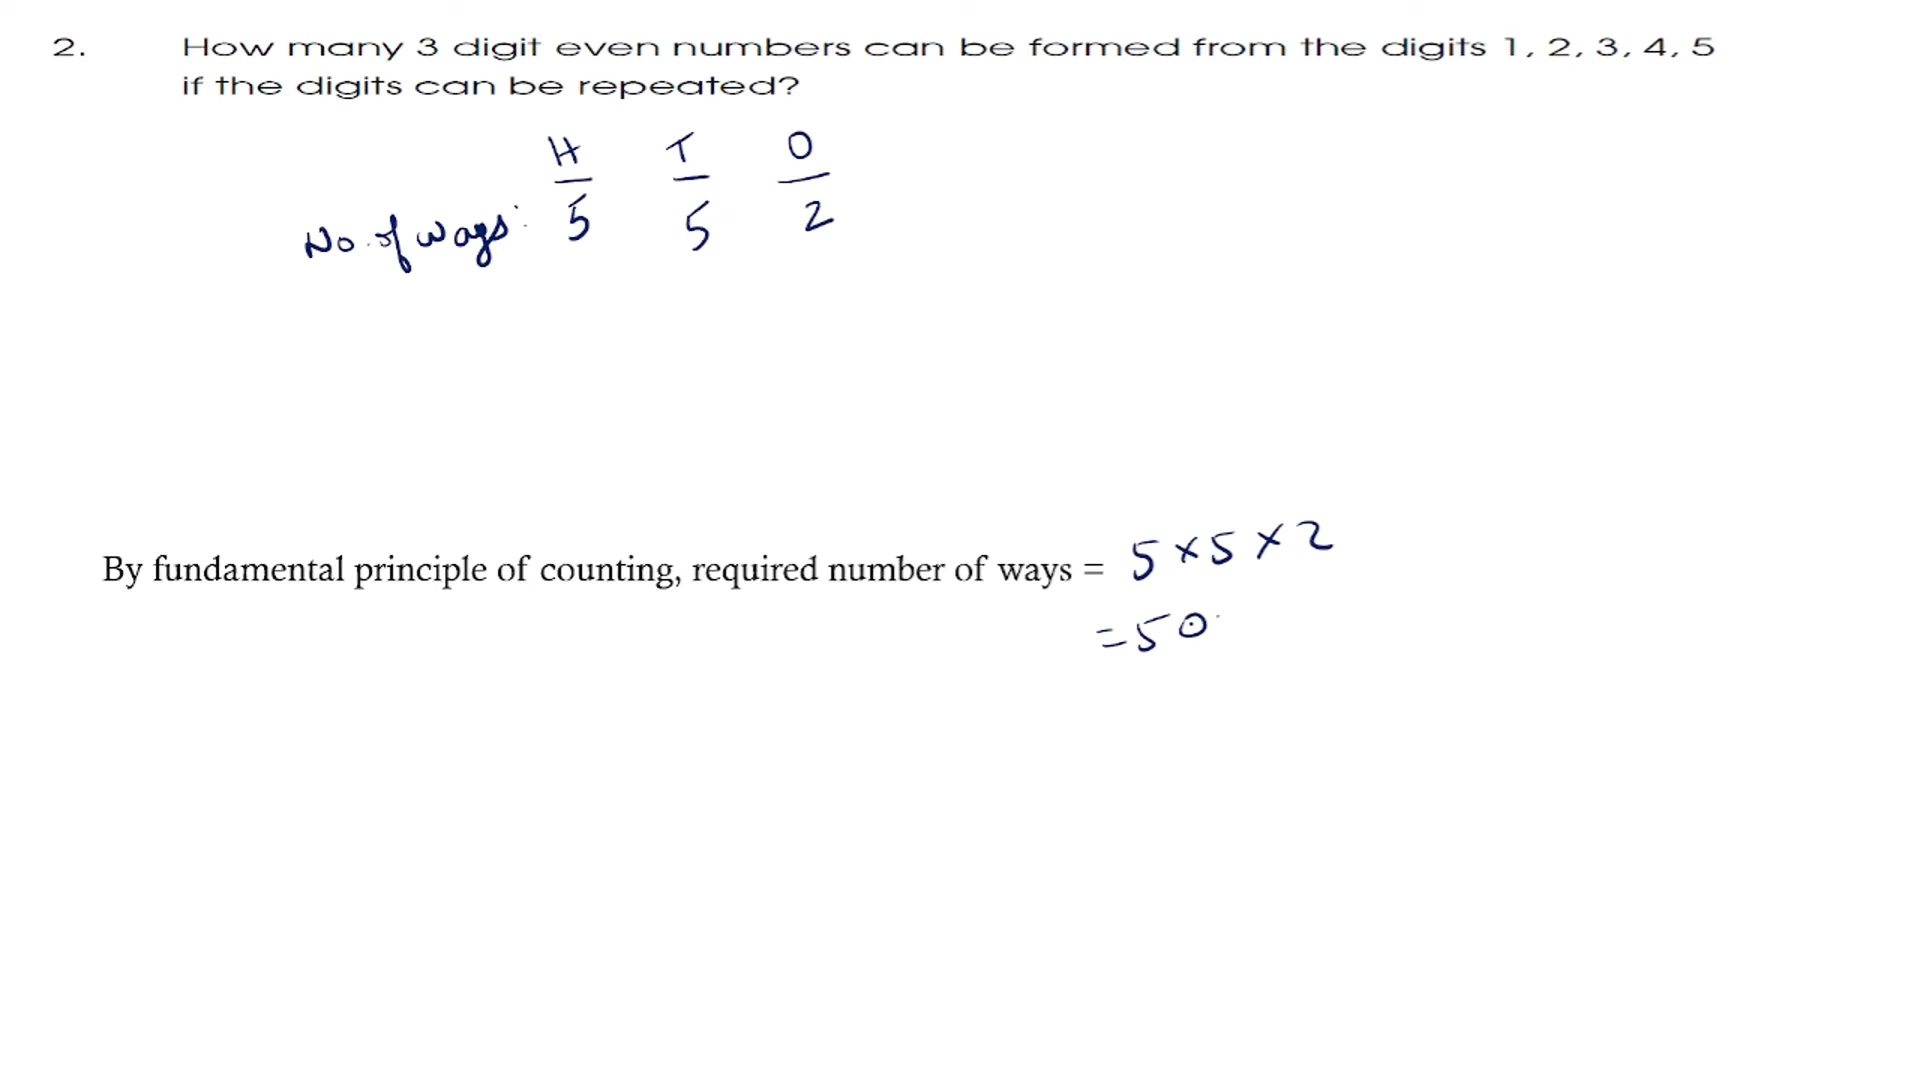 2. How many 3 digit even numbers can be formed from the digits 1, 2, 3, 4, 5
if the digits can be repeated?
H T O
No. of ways: 5 5 2
By fundamental principle of counting, required number of ways = 5 × 5 × 2
= 50